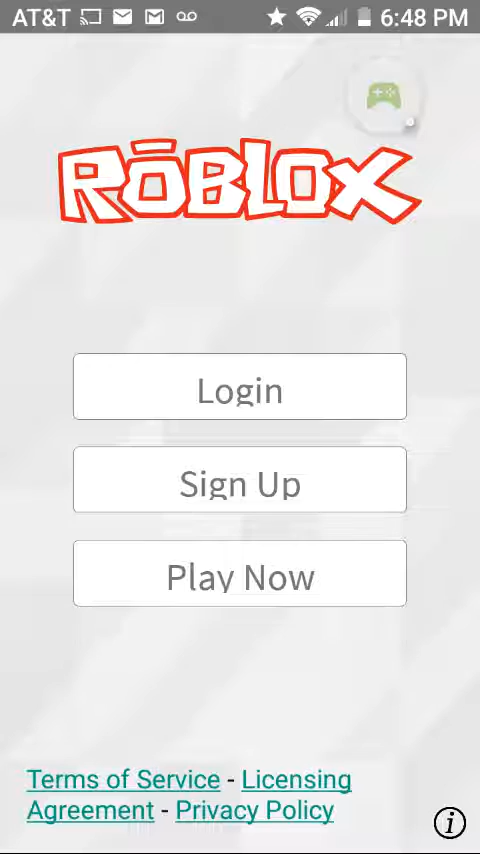 AT&T 6:48 PM
RŌBLOX
Login
Sign Up
Play Now
Terms of Service - Licensing
Agreement - Privacy Policy
i